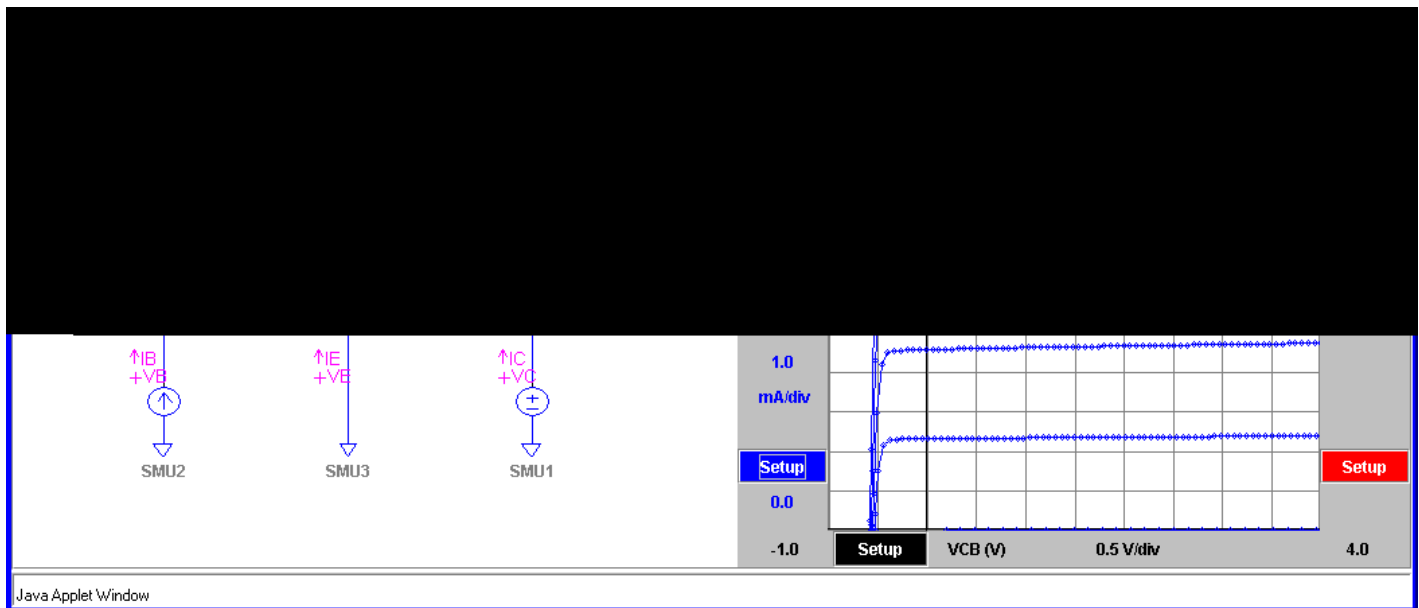 ↑IB
+VB
↑IE
+VE
↑IC
+VC
SMU2
SMU3
SMU1
1.0
mA/div
Setup
0.0
Setup
-1.0
Setup
VCB (V)
0.5 V/div
4.0
Java Applet Window